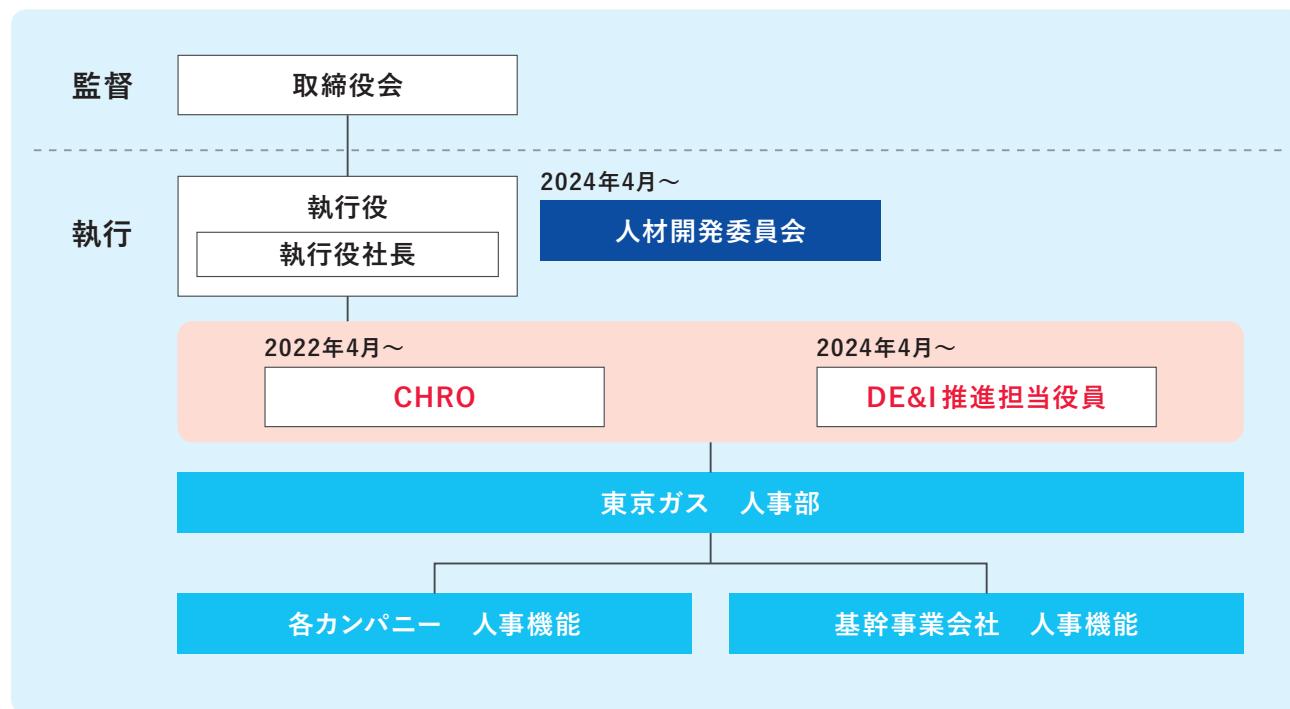 監督
取締役会
執行
執行役
執行役社長
2024年4月～
人材開発委員会
2022年4月～
CHRO
2024年4月～
DE&I推進担当役員
東京ガス　人事部
各カンパニー　人事機能
基幹事業会社　人事機能